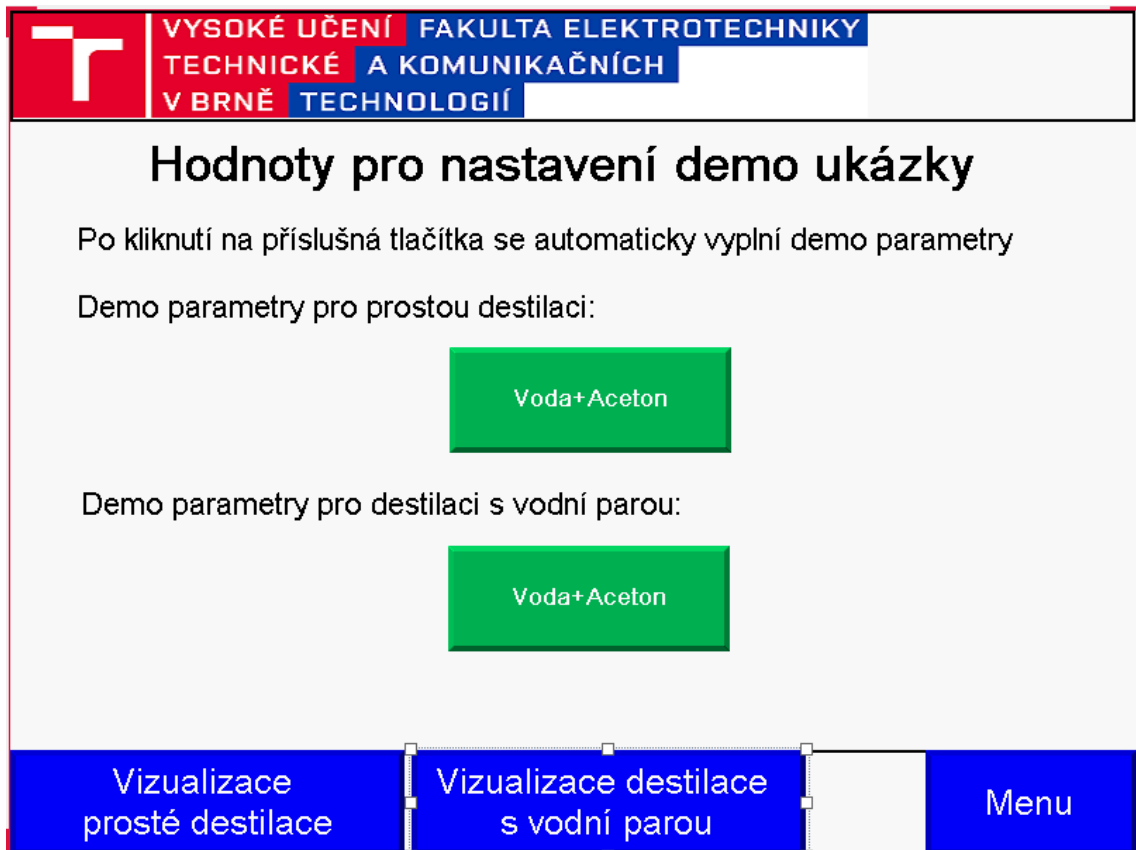 VYSOKÉ UČENÍ FAKULTA ELEKTROTECHNIKY
TECHNICKÉ A KOMUNIKAČNÍCH
V BRNĚ TECHNOLOGIÍ
Hodnoty pro nastavení demo ukázky
Po kliknutí na příslušná tlačítka se automaticky vyplní demo parametry
Demo parametry pro prostou destilaci:
Voda+Aceton
Demo parametry pro destilaci s vodní parou:
Voda+Aceton
Vizualizace
prosté destilace
Vizualizace destilace
s vodní parou
Menu